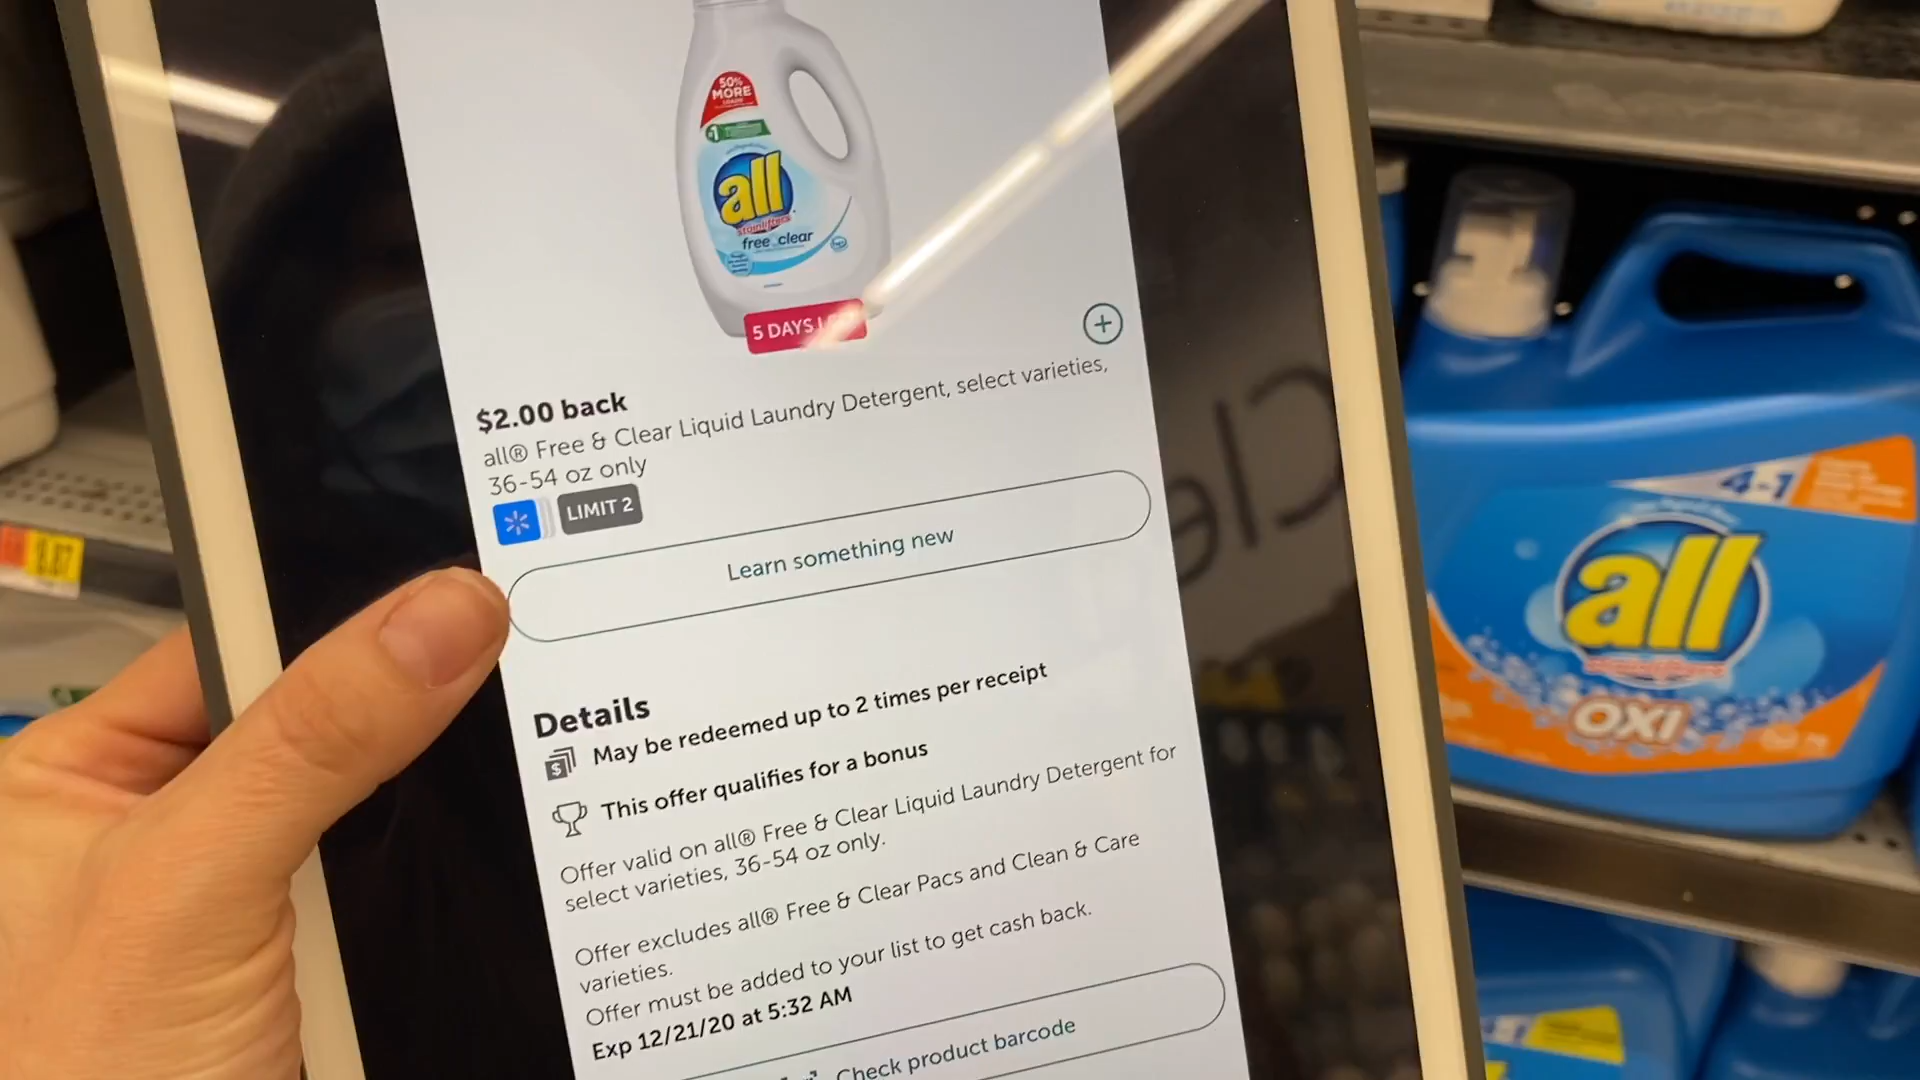 50%
MORE
#1
all
stainlifters
free clear
5 DAYS
$2.00 back
all® Free & Clear Liquid Laundry Detergent, select varieties,
36-54 oz only
LIMIT 2
Learn something new
Details
May be redeemed up to 2 times per receipt
This offer qualifies for a bonus
Offer valid on all® Free & Clear Liquid Laundry Detergent for
select varieties, 36-54 oz only.
Offer excludes all® Free & Clear Pacs and Clean & Care
varieties.
Offer must be added to your list to get cash back.
Exp 12/21/20 at 5:32 AM
Check product barcode
4-1
all
stainlifters
OXI